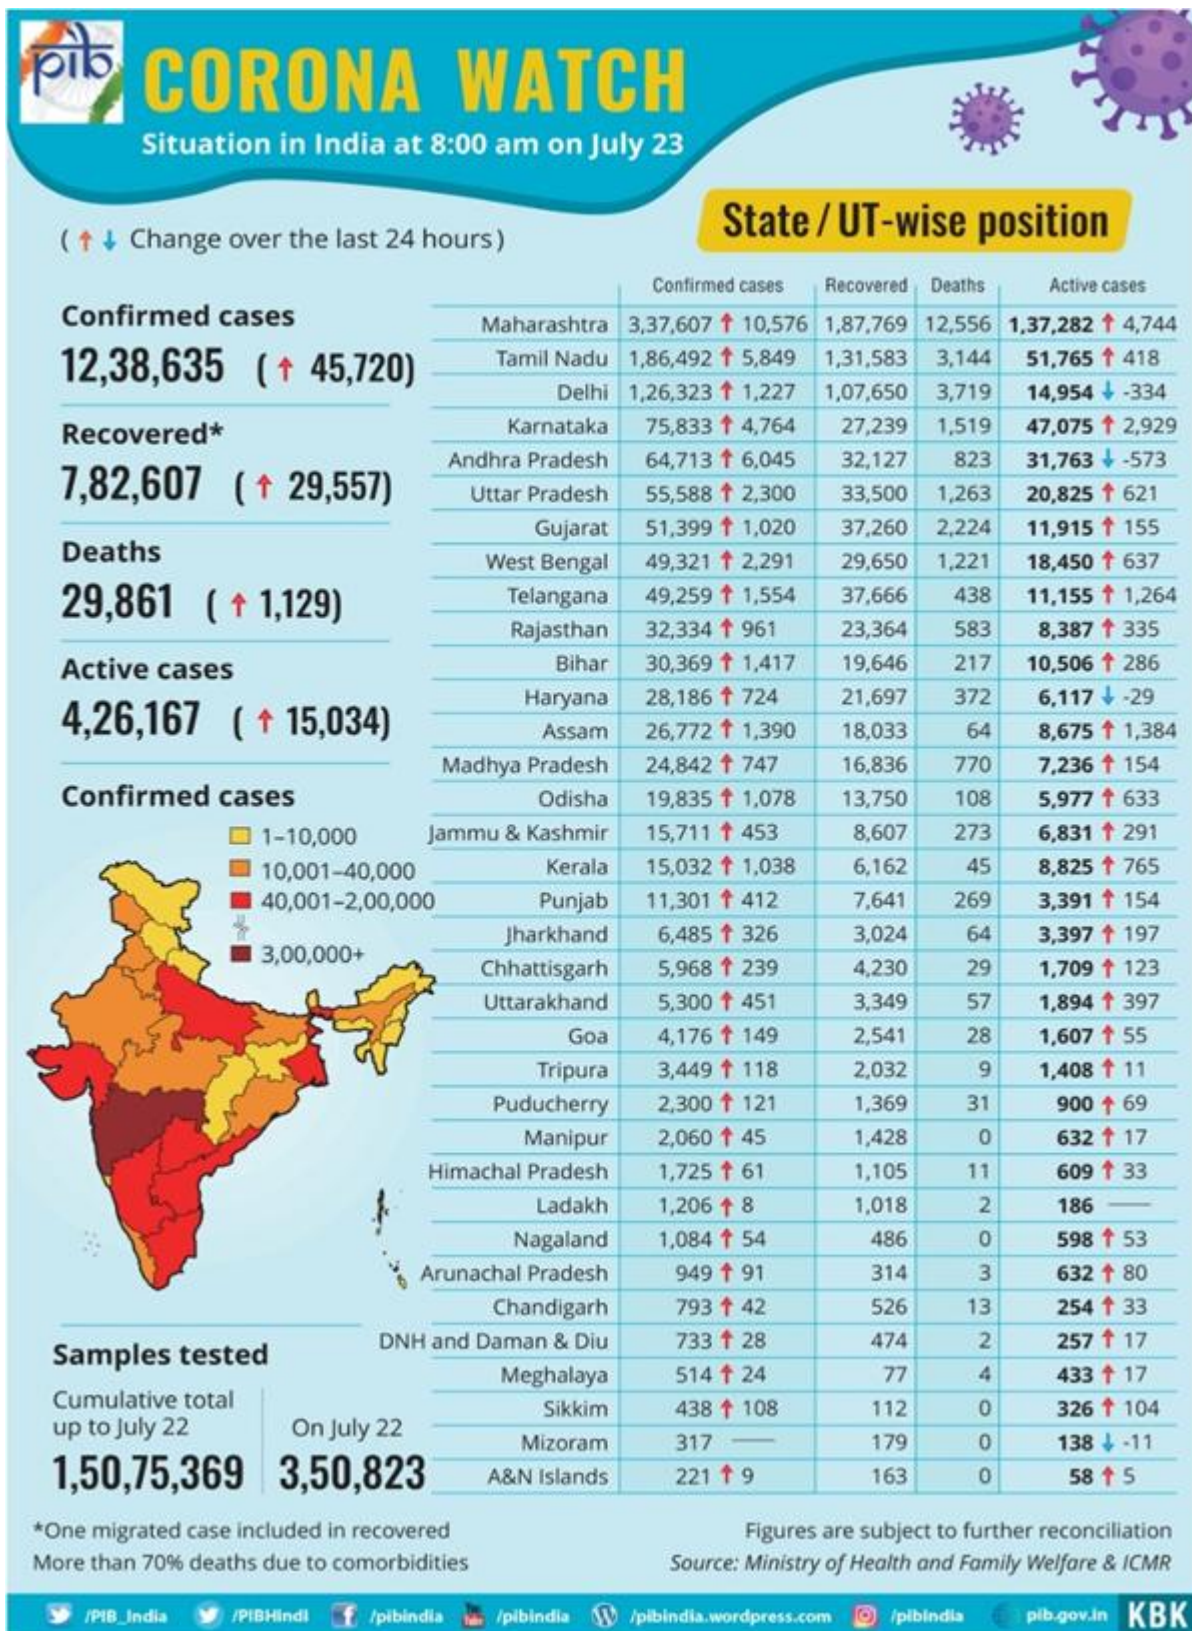 पीआईबी
pib
CORONA WATCH
Situation in India at 8:00 am on July 23
(↑↓ Change over the last 24 hours)
Confirmed cases
12,38,635 (↑ 45,720)
Recovered*
7,82,607 (↑ 29,557)
Deaths
29,861 (↑ 1,129)
Active cases
4,26,167 (↑ 15,034)
Confirmed cases
1–10,000
10,001–40,000
40,001–2,00,000
3,00,000+
Samples tested
Cumulative total
up to July 22
1,50,75,369
On July 22
3,50,823
State / UT-wise position
Confirmed cases Recovered Deaths Active cases
Maharashtra 3,37,607 ↑ 10,576 1,87,769 12,556 1,37,282 ↑ 4,744
Tamil Nadu 1,86,492 ↑ 5,849 1,31,583 3,144 51,765 ↑ 418
Delhi 1,26,323 ↑ 1,227 1,07,650 3,719 14,954 ↓ -334
Karnataka 75,833 ↑ 4,764 27,239 1,519 47,075 ↑ 2,929
Andhra Pradesh 64,713 ↑ 6,045 32,127 823 31,763 ↓ -573
Uttar Pradesh 55,588 ↑ 2,300 33,500 1,263 20,825 ↑ 621
Gujarat 51,399 ↑ 1,020 37,260 2,224 11,915 ↑ 155
West Bengal 49,321 ↑ 2,291 29,650 1,221 18,450 ↑ 637
Telangana 49,259 ↑ 1,554 37,666 438 11,155 ↑ 1,264
Rajasthan 32,334 ↑ 961 23,364 583 8,387 ↑ 335
Bihar 30,369 ↑ 1,417 19,646 217 10,506 ↑ 286
Haryana 28,186 ↑ 724 21,697 372 6,117 ↓ -29
Assam 26,772 ↑ 1,390 18,033 64 8,675 ↑ 1,384
Madhya Pradesh 24,842 ↑ 747 16,836 770 7,236 ↑ 154
Odisha 19,835 ↑ 1,078 13,750 108 5,977 ↑ 633
Jammu & Kashmir 15,711 ↑ 453 8,607 273 6,831 ↑ 291
Kerala 15,032 ↑ 1,038 6,162 45 8,825 ↑ 765
Punjab 11,301 ↑ 412 7,641 269 3,391 ↑ 154
Jharkhand 6,485 ↑ 326 3,024 64 3,397 ↑ 197
Chhattisgarh 5,968 ↑ 239 4,230 29 1,709 ↑ 123
Uttarakhand 5,300 ↑ 451 3,349 57 1,894 ↑ 397
Goa 4,176 ↑ 149 2,541 28 1,607 ↑ 55
Tripura 3,449 ↑ 118 2,032 9 1,408 ↑ 11
Puducherry 2,300 ↑ 121 1,369 31 900 ↑ 69
Manipur 2,060 ↑ 45 1,428 0 632 ↑ 17
Himachal Pradesh 1,725 ↑ 61 1,105 11 609 ↑ 33
Ladakh 1,206 ↑ 8 1,018 2 186 —
Nagaland 1,084 ↑ 54 486 0 598 ↑ 53
Arunachal Pradesh 949 ↑ 91 314 3 632 ↑ 80
Chandigarh 793 ↑ 42 526 13 254 ↑ 33
DNH and Daman & Diu 733 ↑ 28 474 2 257 ↑ 17
Meghalaya 514 ↑ 24 77 4 433 ↑ 17
Sikkim 438 ↑ 108 112 0 326 ↑ 104
Mizoram 317 — 179 0 138 ↓ -11
A&N Islands 221 ↑ 9 163 0 58 ↑ 5
*One migrated case included in recovered
More than 70% deaths due to comorbidities
Figures are subject to further reconciliation
Source: Ministry of Health and Family Welfare & ICMR
/PIB_India /PIBHindi /pibindia /pibindia /pibindia.wordpress.com /pibindia pib.gov.in KBK